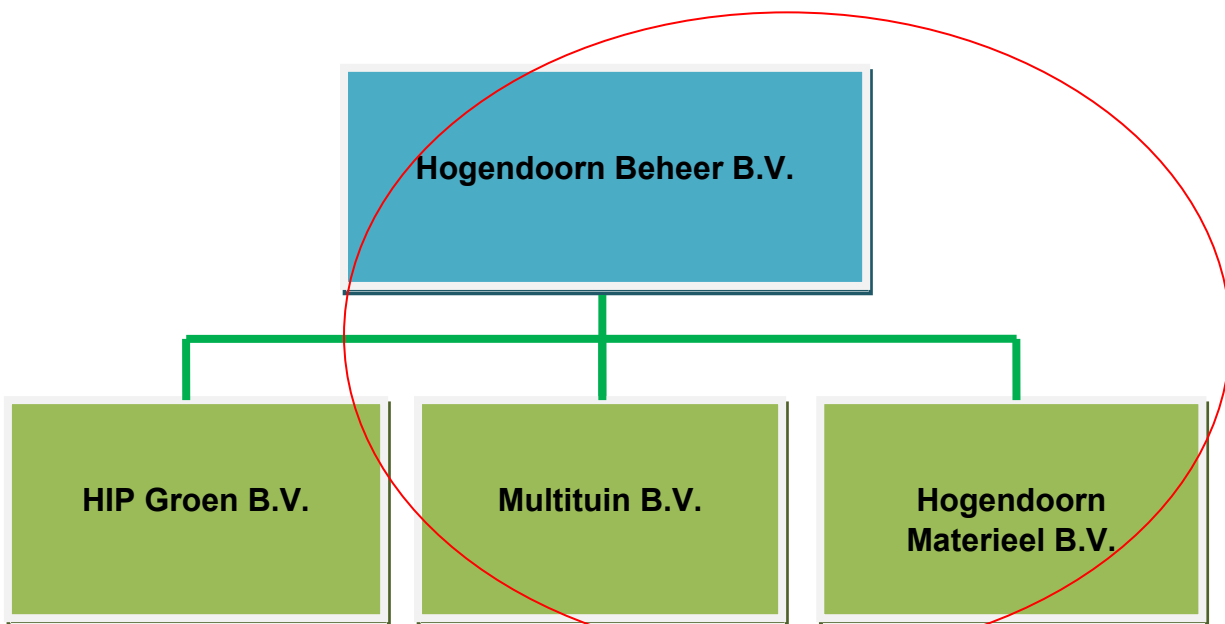 Hogendoorn Beheer B.V.
HIP Groen B.V.
Multituin B.V.
Hogendoorn
Materieel B.V.